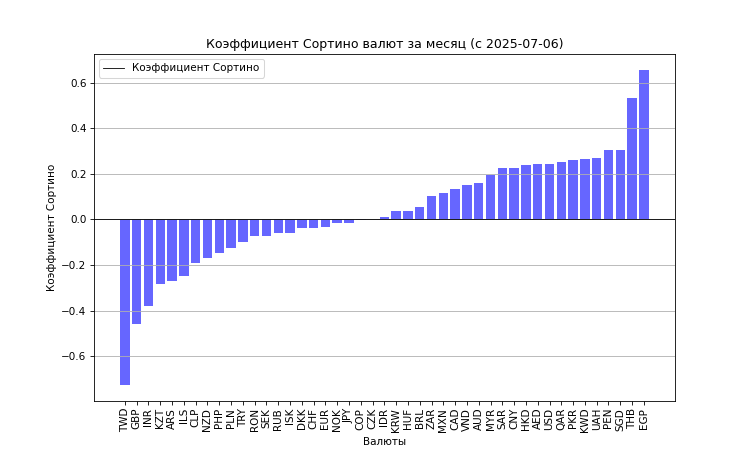 Коэффициент Сортино валют за месяц (с 2025-07-06)
Коэффициент Сортино
Коэффициент Сортино
0.6
0.4
0.2
0.0
−0.2
−0.4
−0.6
TWD GBP INR KZT ARS ILS CLP NZD PHP PLN TRY RON SEK RUB ISK DKK CHF EUR NOK JPY COP CZK IDR KRW HUF BRL ZAR MXN CAD VND AUD MYR SAR CNY HKD AED USD QAR PKR KWD UAH PEN SGD THB EGP
Валюты